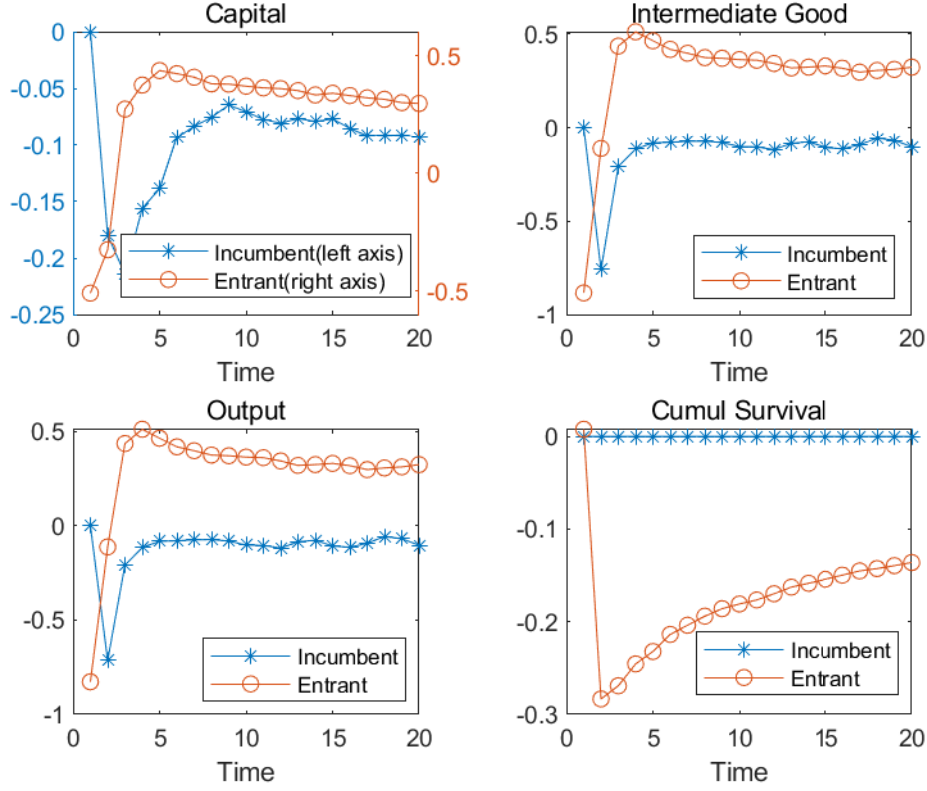 Capital
0
-0.05
-0.1
-0.15
-0.2
-0.25
0.5
0
-0.5
Incumbent(left axis)
Entrant(right axis)
0 5 10 15 20
Time
Intermediate Good
0.5
0
-0.5
-1
Incumbent
Entrant
0 5 10 15 20
Time
Output
0.5
0
-0.5
-1
Incumbent
Entrant
0 5 10 15 20
Time
Cumul Survival
0
-0.1
-0.2
-0.3
Incumbent
Entrant
0 5 10 15 20
Time